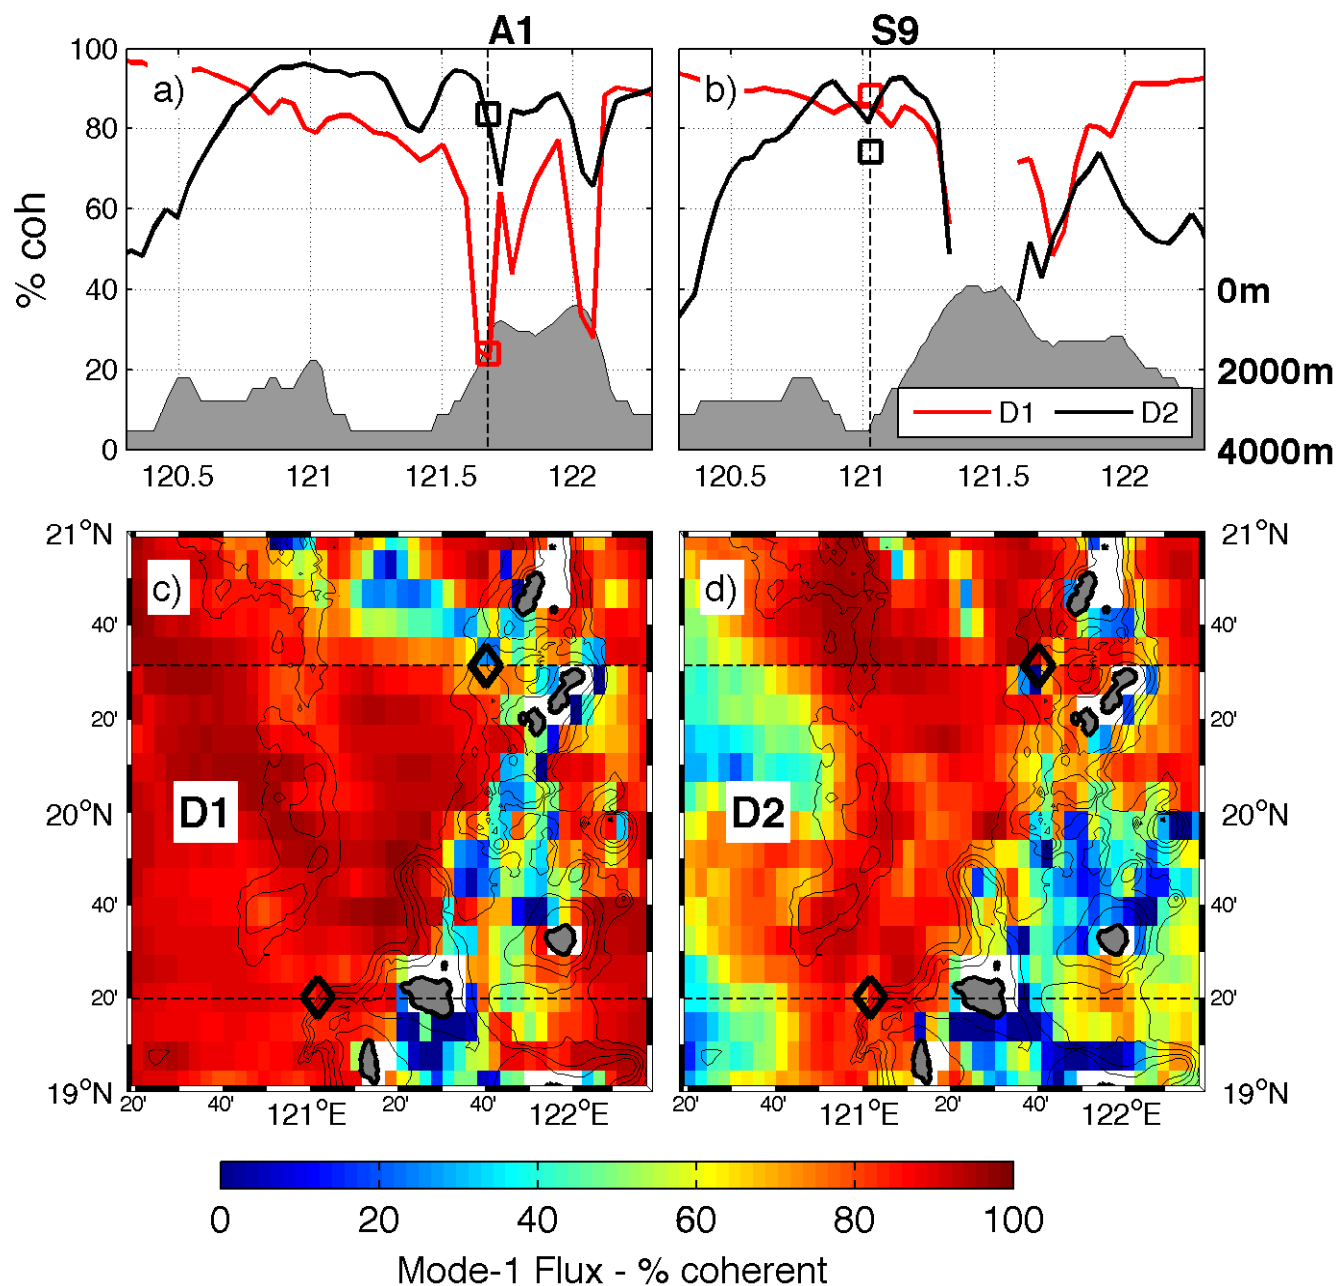 A1 S9
100
80
60
40
20
0
% coh
a)
b)
0m
2000m
4000m
D1 D2
120.5 121 121.5 122
120.5 121 121.5 122
21°N
40'
20'
20°N
40'
20'
19°N
c)
D1
d)
D2
21°N
40'
20'
20°N
40'
20'
19°N
20' 40' 121°E 20' 40' 122°E
20' 40' 121°E 20' 40' 122°E
0 20 40 60 80 100
Mode-1 Flux - % coherent